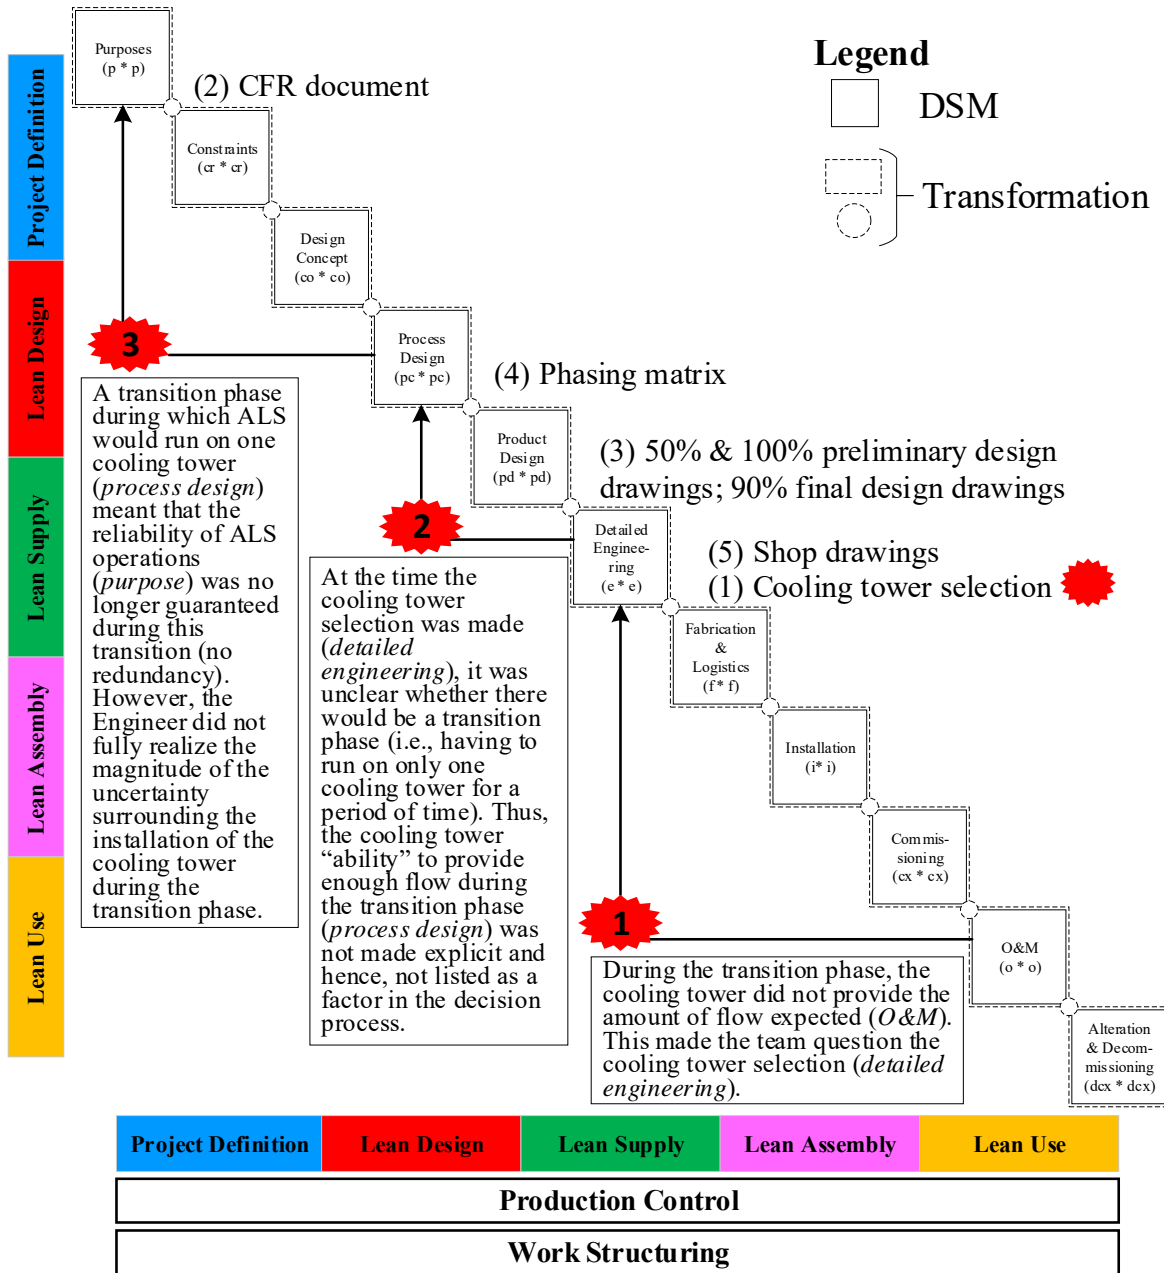 Purposes
(p * p)
(2) CFR document
Legend
DSM
Transformation
Constraints
(cr * cr)
Design
Concept
(co * co)
Process
Design
(pc * pc)
(4) Phasing matrix
Product
Design
(pd * pd)
(3) 50% & 100% preliminary design
drawings; 90% final design drawings
Detailed
Enginee-
ring
(e * e)
(5) Shop drawings
(1) Cooling tower selection
Fabrication
&
Logistics
(f * f)
Installation
(i* i)
Commis-
sioning
(cx * cx)
O&M
(o * o)
Alteration
& Decom-
missioning
(dcx * dcx)
Project Definition
Lean Design
Lean Supply
Lean Assembly
Lean Use
3
A transition phase
during which ALS
would run on one
cooling tower
(process design)
meant that the
reliability of ALS
operations
(purpose) was no
longer guaranteed
during this
transition (no
redundancy).
However, the
Engineer did not
fully realize the
magnitude of the
uncertainty
surrounding the
installation of the
cooling tower
during the
transition phase.
2
At the time the
cooling tower
selection was made
(detailed
engineering), it was
unclear whether there
would be a transition
phase (i.e., having to
run on only one
cooling tower for a
period of time). Thus,
the cooling tower
“ability” to provide
enough flow during
the transition phase
(process design) was
not made explicit and
hence, not listed as a
factor in the decision
process.
1
During the transition phase, the
cooling tower did not provide the
amount of flow expected (O&M).
This made the team question the
cooling tower selection (detailed
engineering).
Project Definition
Lean Design
Lean Supply
Lean Assembly
Lean Use
Production Control
Work Structuring